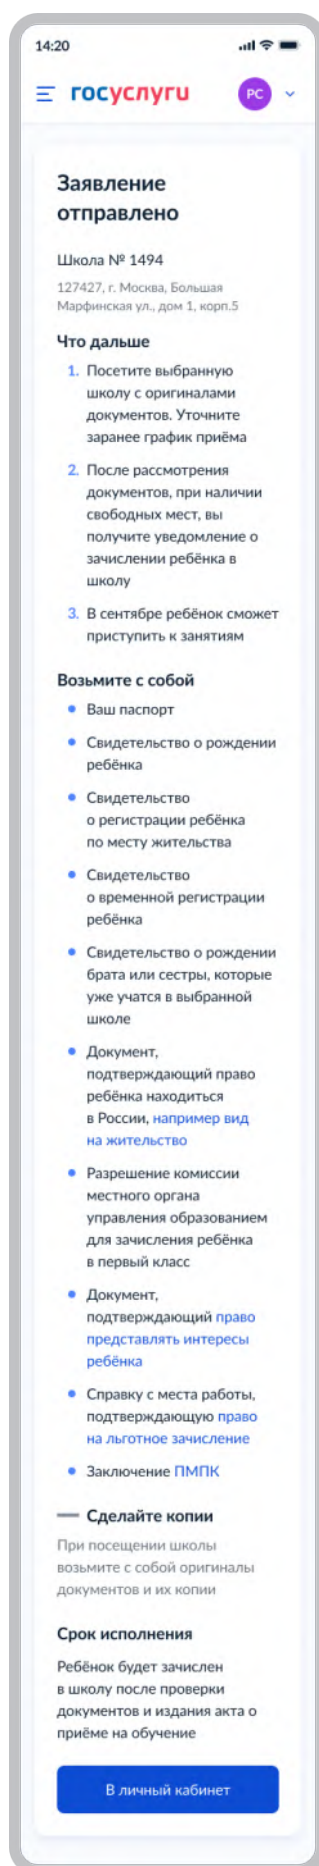 14:20
госуслуги
РС
Заявление
отправлено
Школа № 1494
127427, г. Москва, Большая
Марфинская ул., дом 1, корп.5
Что дальше
1. Посетите выбранную
школу с оригиналами
документов. Уточните
заранее график приёма
2. После рассмотрения
документов, при наличии
свободных мест, вы
получите уведомление о
зачислении ребёнка в
школу
3. В сентябре ребёнок сможет
приступить к занятиям
Возьмите с собой
Ваш паспорт
Свидетельство о рождении
ребёнка
Свидетельство
о регистрации ребёнка
по месту жительства
Свидетельство
о временной регистрации
ребёнка
Свидетельство о рождении
брата или сестры, которые
уже учатся в выбранной
школе
Документ,
подтверждающий право
ребёнка находиться
в России, например вид
на жительство
Разрешение комиссии
местного органа
управления образованием
для зачисления ребёнка
в первый класс
Документ,
подтверждающий право
представлять интересы
ребёнка
Справку с места работы,
подтверждающую право
на льготное зачисление
Заключение ПМПК
Сделайте копии
При посещении школы
возьмите с собой оригиналы
документов и их копии
Срок исполнения
Ребёнок будет зачислен
в школу после проверки
документов и издания акта о
приёме на обучение
В личный кабинет